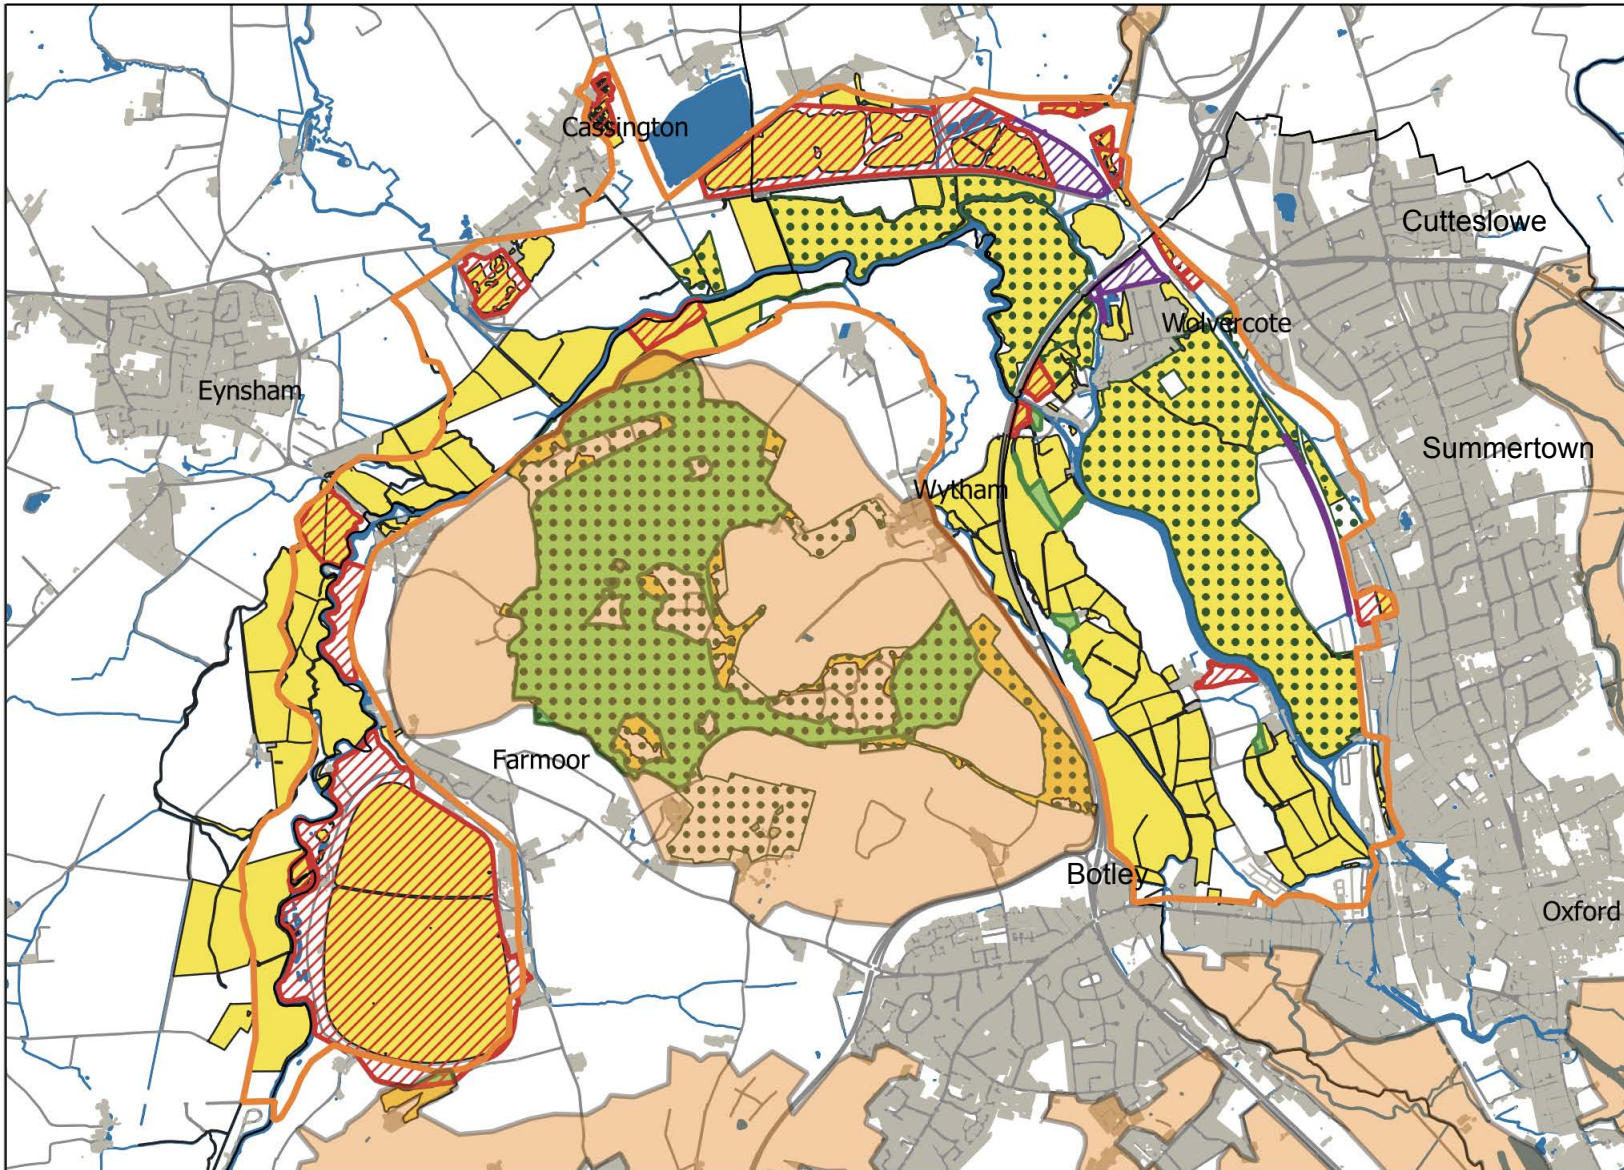 Cassington
Cutteslowe
Wolvercote
Eynsham
Summertown
Wytham
Farmoor
Botley
Oxford